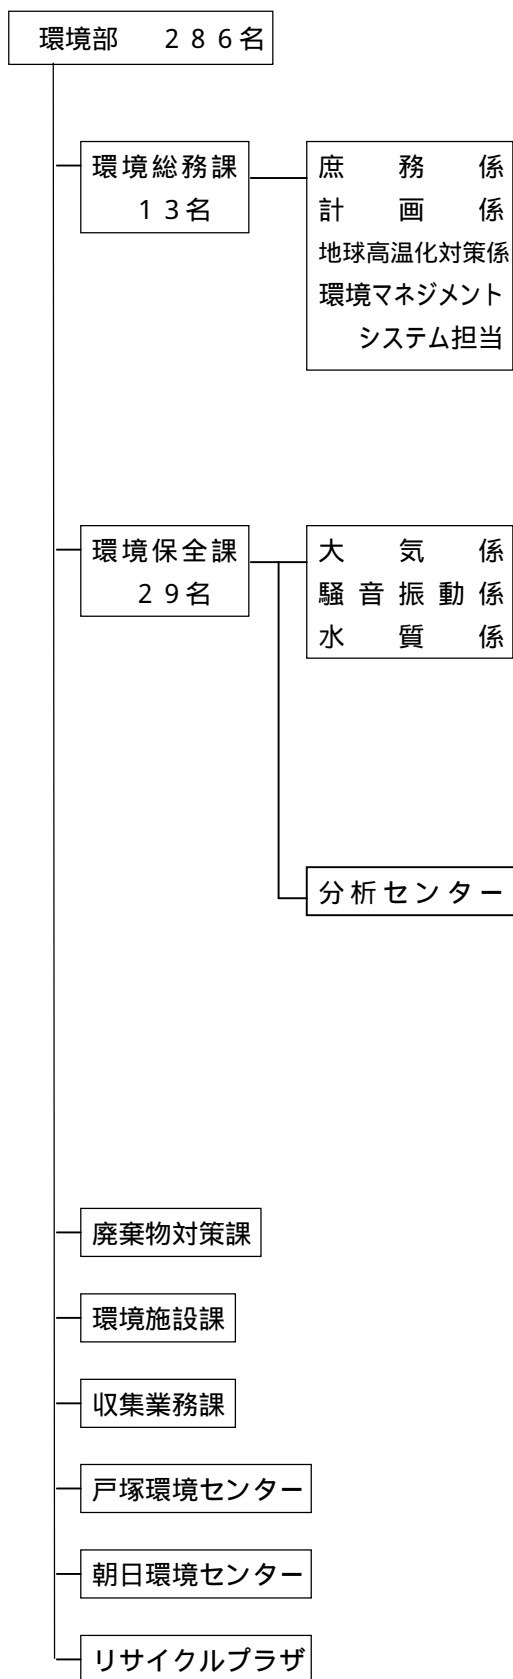 環境部　２８６名
環境総務課
１３名
庶務係
計画係
地球高温化対策係
環境マネジメント
システム担当
環境保全課
２９名
大気係
騒音振動係
水質係
分析センター
廃棄物対策課
環境施設課
収集業務課
戸塚環境センター
朝日環境センター
リサイクルプラザ